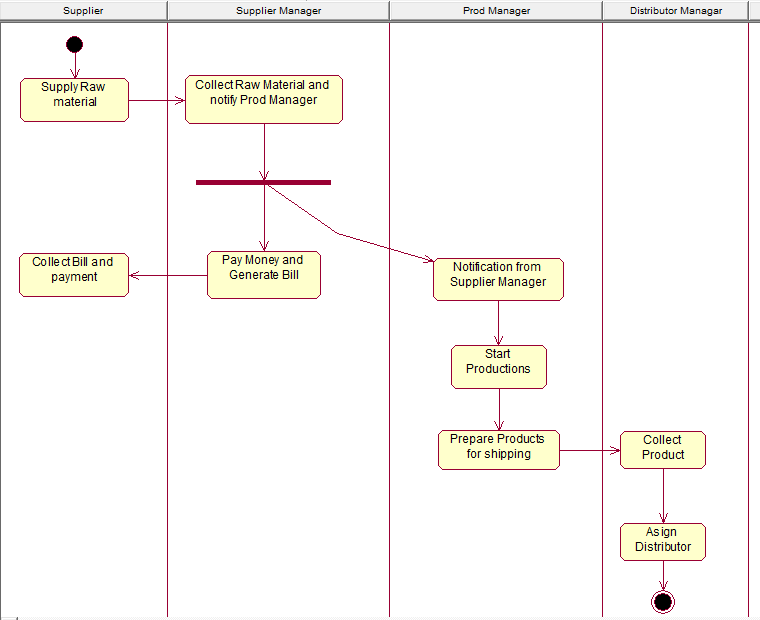 Supplier
Supplier Manager
Prod Manager
Distributor Managar
Supply Raw
material
Collect Raw Material and
notify Prod Manager
Collect Bill and
payment
Pay Money and
Generate Bill
Notification from
Supplier Manager
Start
Productions
Prepare Products
for shipping
Collect
Product
Asign
Distributor